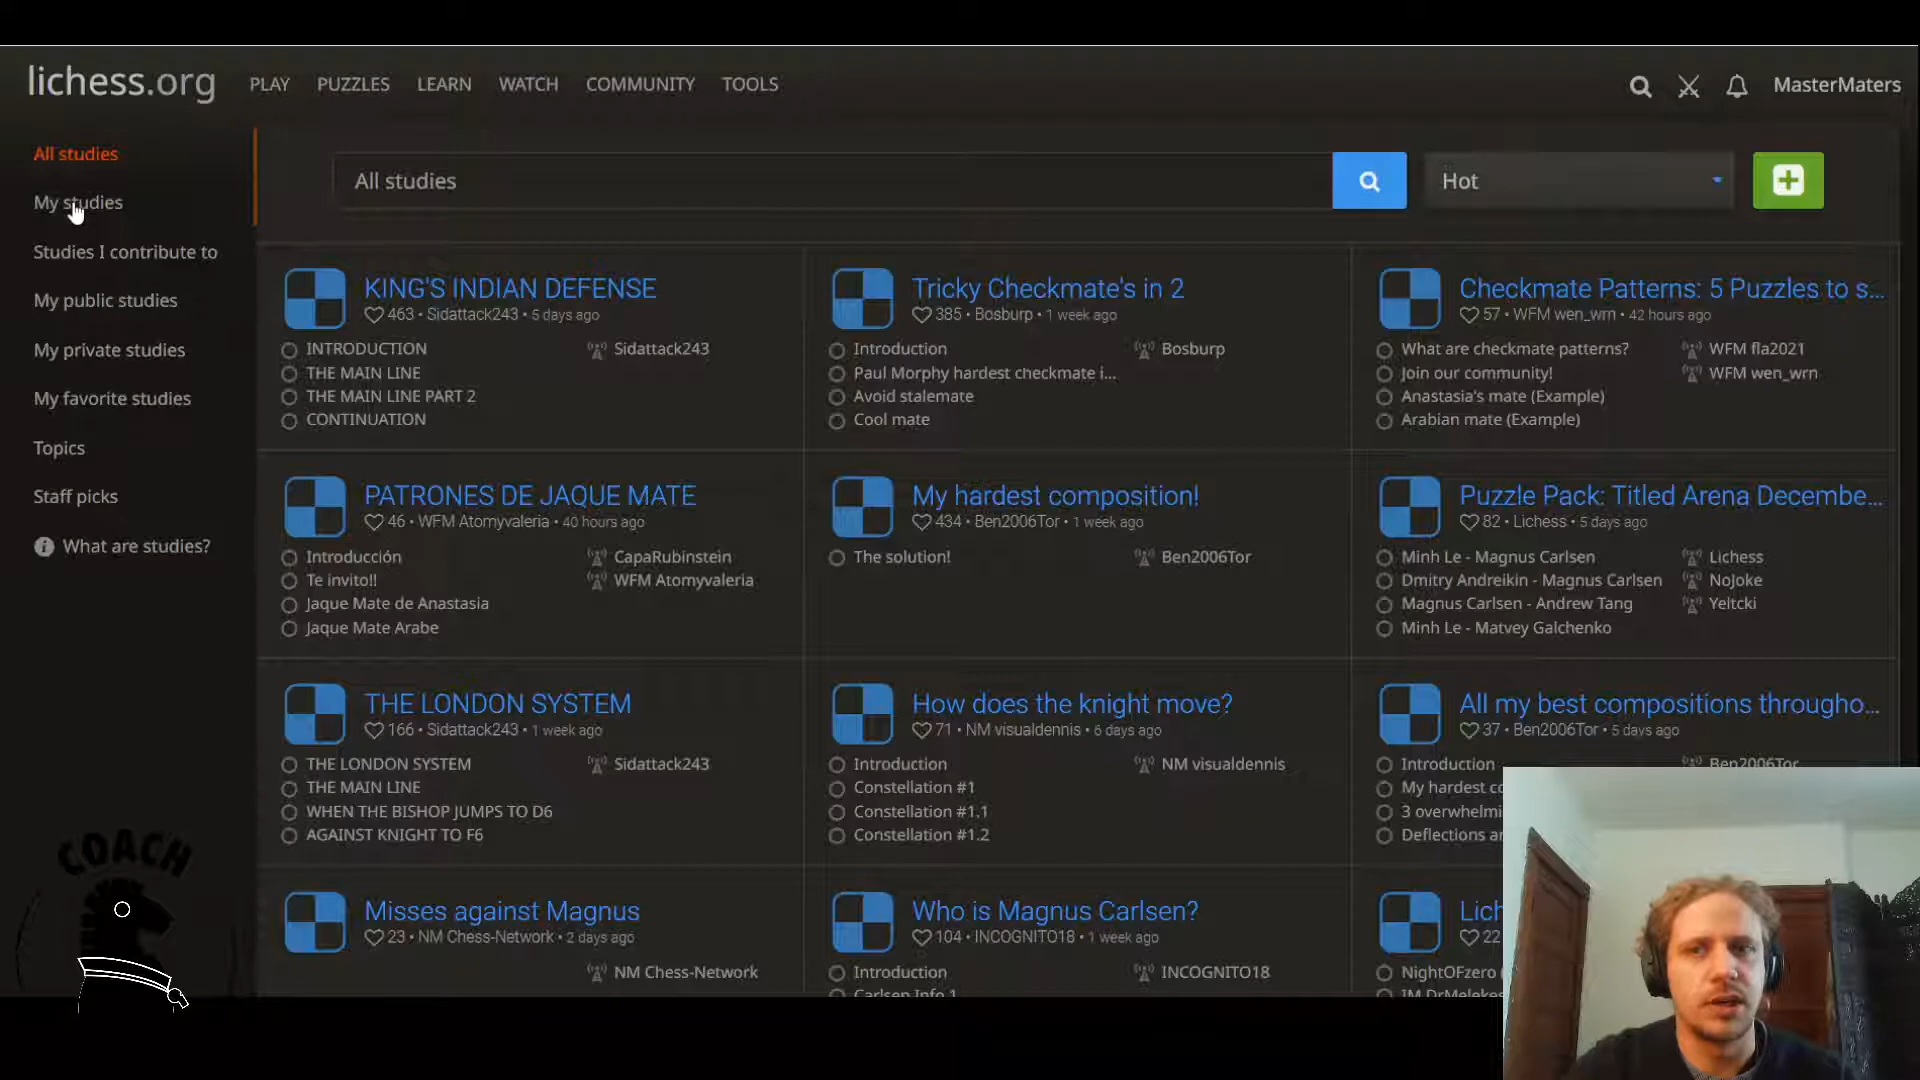 lichess.org PLAY PUZZLES LEARN WATCH COMMUNITY TOOLS MasterMaters
All studies
My studies
Studies I contribute to
My public studies
My private studies
My favorite studies
Topics
Staff picks
What are studies?
All studies Hot
KING'S INDIAN DEFENSE
463 • Sidattack243 • 5 days ago
INTRODUCTION Sidattack243
THE MAIN LINE
THE MAIN LINE PART 2
CONTINUATION
Tricky Checkmate's in 2
385 • Bosburp • 1 week ago
Introduction Bosburp
Paul Morphy hardest checkmate i...
Avoid stalemate
Cool mate
Checkmate Patterns: 5 Puzzles to s...
57 • WFM wen_wrn • 42 hours ago
What are checkmate patterns? WFM fla2021
Join our community! WFM wen_wrn
Anastasia's mate (Example)
Arabian mate (Example)
PATRONES DE JAQUE MATE
46 • WFM Atomyvaleria • 40 hours ago
Introducción CapaRubinstein
Te invito!! WFM Atomyvaleria
Jaque Mate de Anastasia
Jaque Mate Arabe
My hardest composition!
434 • Ben2006Tor • 1 week ago
The solution! Ben2006Tor
Puzzle Pack: Titled Arena Decembe...
82 • Lichess • 5 days ago
Minh Le - Magnus Carlsen Lichess
Dmitry Andreikin - Magnus Carlsen NoJoke
Magnus Carlsen - Andrew Tang Yeltcki
Minh Le - Matvey Galchenko
THE LONDON SYSTEM
166 • Sidattack243 • 1 week ago
THE LONDON SYSTEM Sidattack243
THE MAIN LINE
WHEN THE BISHOP JUMPS TO D6
AGAINST KNIGHT TO F6
How does the knight move?
71 • NM visualdennis • 6 days ago
Introduction NM visualdennis
Constellation #1
Constellation #1.1
Constellation #1.2
All my best compositions througho...
37 • Ben2006Tor • 5 days ago
Introduction Ben2006Tor
My hardest
3
Deflections
Misses against Magnus
23 • NM Chess-Network • 2 days ago
NM Chess-Network
Who is Magnus Carlsen?
104 • INCOGNITO18 • 1 week ago
Introduction INCOGNITO18
Carlsen Info 1
22
NightOFzero
COACH